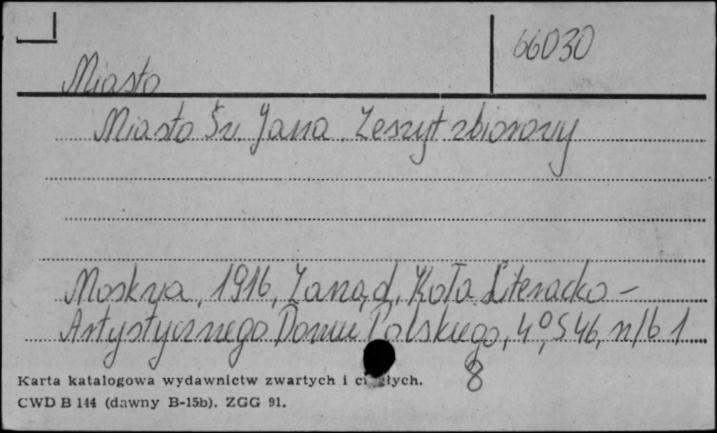 66030
Miasto
Miasto Św Jana. Zeszyt zbiorowy
Moskwa, 1916, Zarząd. Koła Literacko-
Artystycznego Domu Polskiego, 4°, S 46, n/b 1
8
Karta katalogowa wydawnictw zwartych i ciągłych.
CWD B 144 (dawny B-15b). ZGG 91.